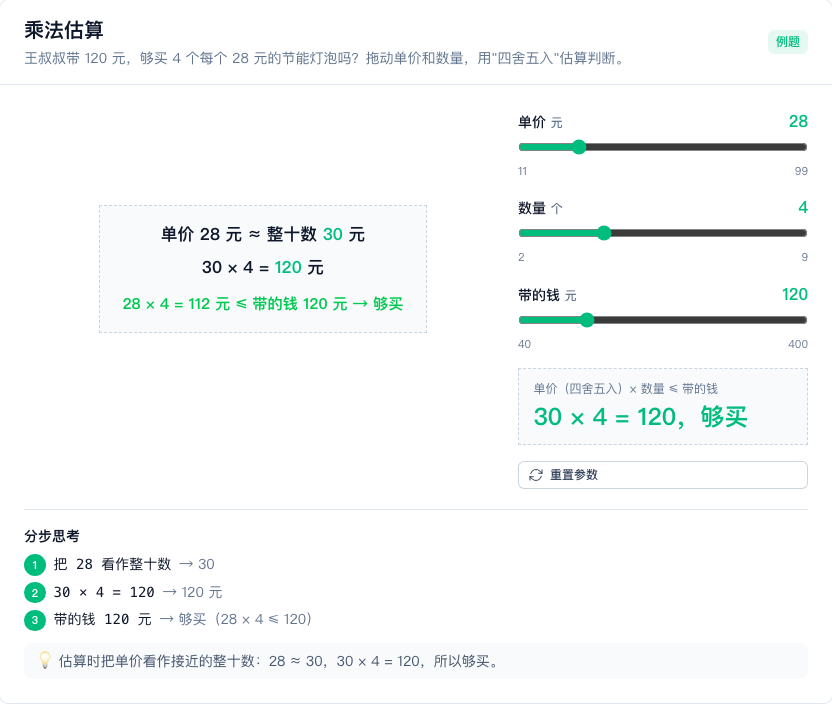 乘法估算
王叔叔带 120 元，够买 4 个每个 28 元的节能灯泡吗？拖动单价和数量，用"四舍五入"估算判断。
例题
单价 28 元 ≈ 整十数 30 元
30 × 4 = 120 元
28 × 4 = 112 元 ≤ 带的钱 120 元 → 够买
单价 元 28
11 99
数量 个 4
2 9
带的钱 元 120
40 400
单价（四舍五入）× 数量 ≤ 带的钱
30 × 4 = 120，够买
重置参数
分步思考
1 把 28 看作整十数 → 30
2 30 × 4 = 120 → 120 元
3 带的钱 120 元 → 够买（28 × 4 ≤ 120）
💡 估算时把单价看作接近的整十数：28 ≈ 30，30 × 4 = 120，所以够买。